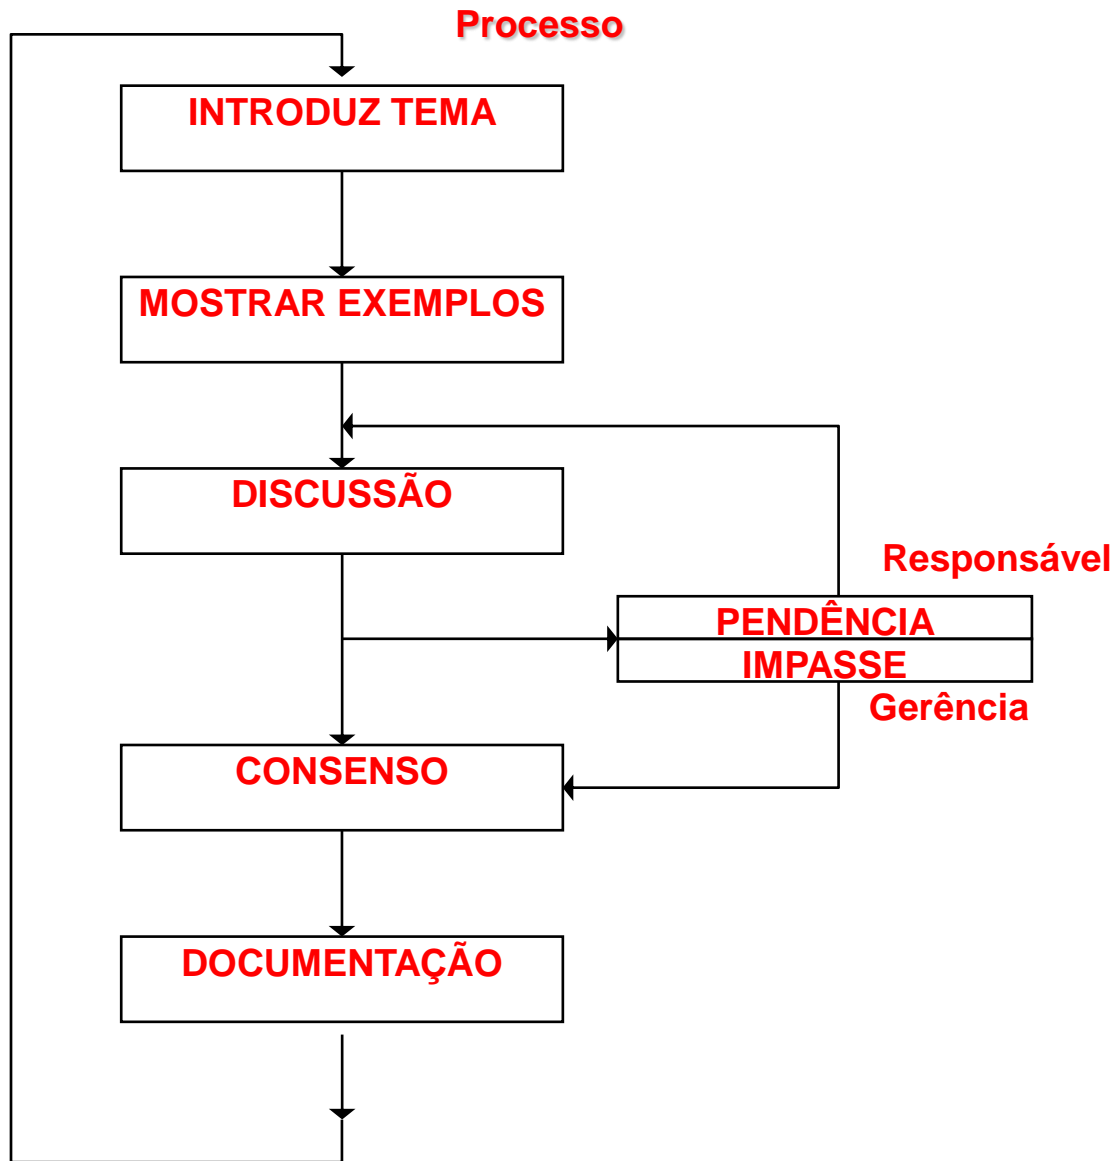 Processo
INTRODUZ TEMA
MOSTRAR EXEMPLOS
DISCUSSÃO
Responsável
PENDÊNCIA
IMPASSE
Gerência
CONSENSO
DOCUMENTAÇÃO